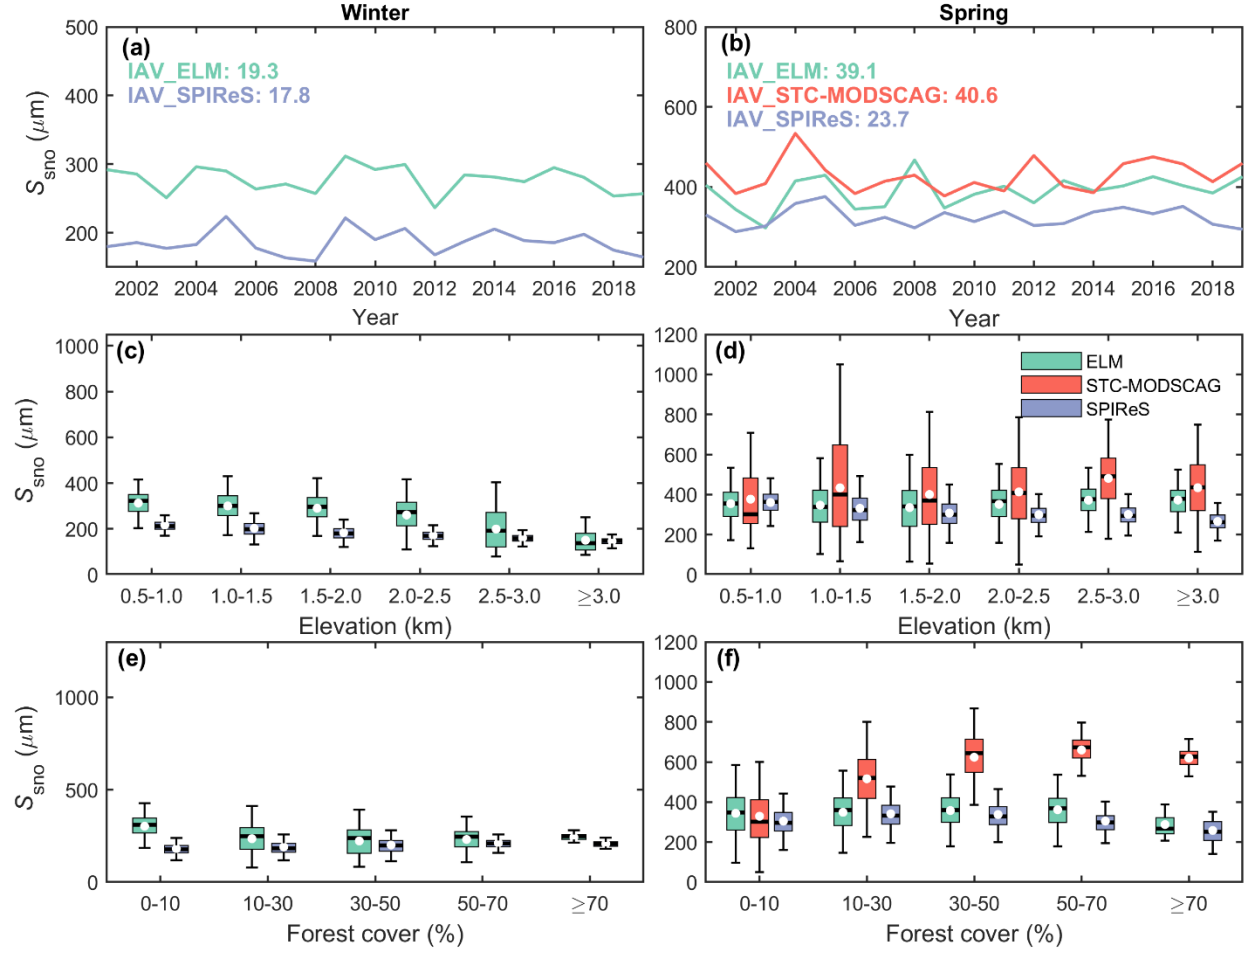 Winter
500
400
300
200
(a)
IAV_ELM: 19.3
IAV_SPIReS: 17.8
S_sno (μm)
2002 2004 2006 2008 2010 2012 2014 2016 2018
Year
Spring
800
600
400
200
(b)
IAV_ELM: 39.1
IAV_STC-MODSCAG: 40.6
IAV_SPIReS: 23.7
2002 2004 2006 2008 2010 2012 2014 2016 2018
Year
1000
800
600
400
200
0
(c)
S_sno (μm)
0.5-1.0 1.0-1.5 1.5-2.0 2.0-2.5 2.5-3.0 ≥3.0
Elevation (km)
1200
1000
800
600
400
200
0
(d)
ELM
STC-MODSCAG
SPIReS
0.5-1.0 1.0-1.5 1.5-2.0 2.0-2.5 2.5-3.0 ≥3.0
Elevation (km)
1000
500
0
(e)
S_sno (μm)
0-10 10-30 30-50 50-70 ≥70
Forest cover (%)
1200
1000
800
600
400
200
0
(f)
0-10 10-30 30-50 50-70 ≥70
Forest cover (%)